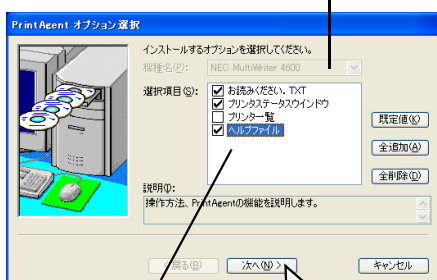 PrintAgent オプション選択
インストールするオプションを選択してください。
機種名(P): NEC MultiWriter 4600
選択項目(S):
お読みください.TXT
プリンタステータスウインドウ
プリンター覧
ヘルプファイル
既定値(K)
全追加(A)
全削除(D)
説明(J):
操作方法、PrintAgentの機能を説明します。
< 戻る(B)
次へ(N) >
キャンセル